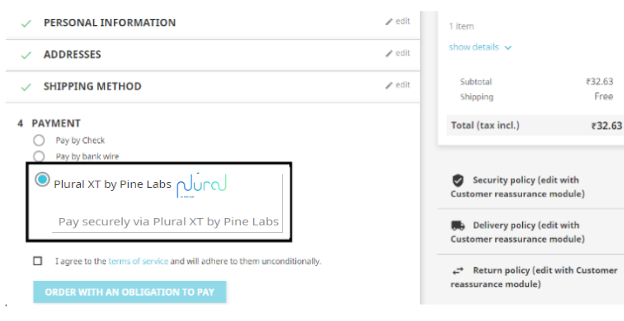 PERSONAL INFORMATION
edit
ADDRESSES
edit
SHIPPING METHOD
edit
4 PAYMENT
Pay by Check
Pay by bank wire
Plural XT by Pine Labs plural
Pay securely via Plural XT by Pine Labs
I agree to the terms of service and will adhere to them unconditionally.
ORDER WITH AN OBLIGATION TO PAY
1 item
show details
Subtotal ₹32.63
Shipping Free
Total (tax incl.) ₹32.63
Security policy (edit with
Customer reassurance module)
Delivery policy (edit with
Customer reassurance module)
Return policy (edit with Customer
reassurance module)